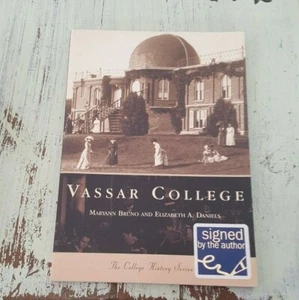 VASSAR COLLEGE
MARYANN BRUNO AND ELIZABETH A. DANIELS
signed
by the author
The College History Series